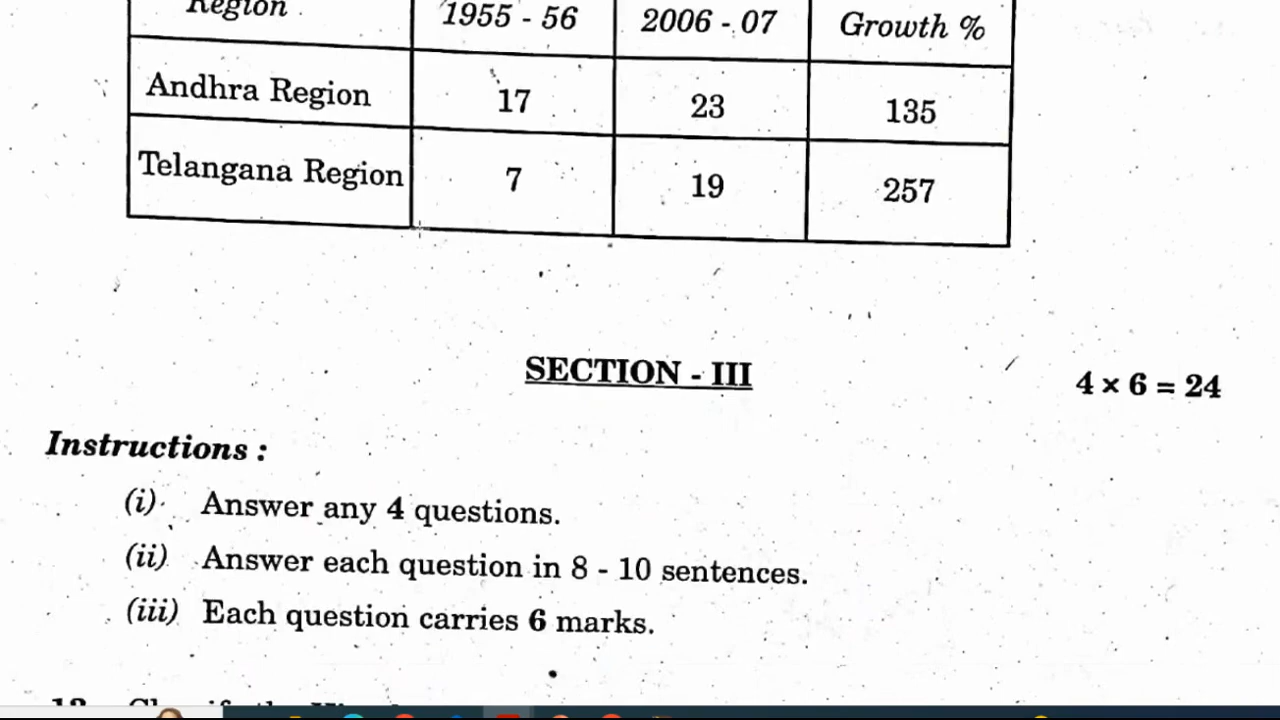 Region 1955 - 56 2006 - 07 Growth %
Andhra Region 17 23 135
Telangana Region 7 19 257
SECTION - III
4 × 6 = 24
Instructions :
(i) Answer any 4 questions.
(ii) Answer each question in 8 - 10 sentences.
(iii) Each question carries 6 marks.